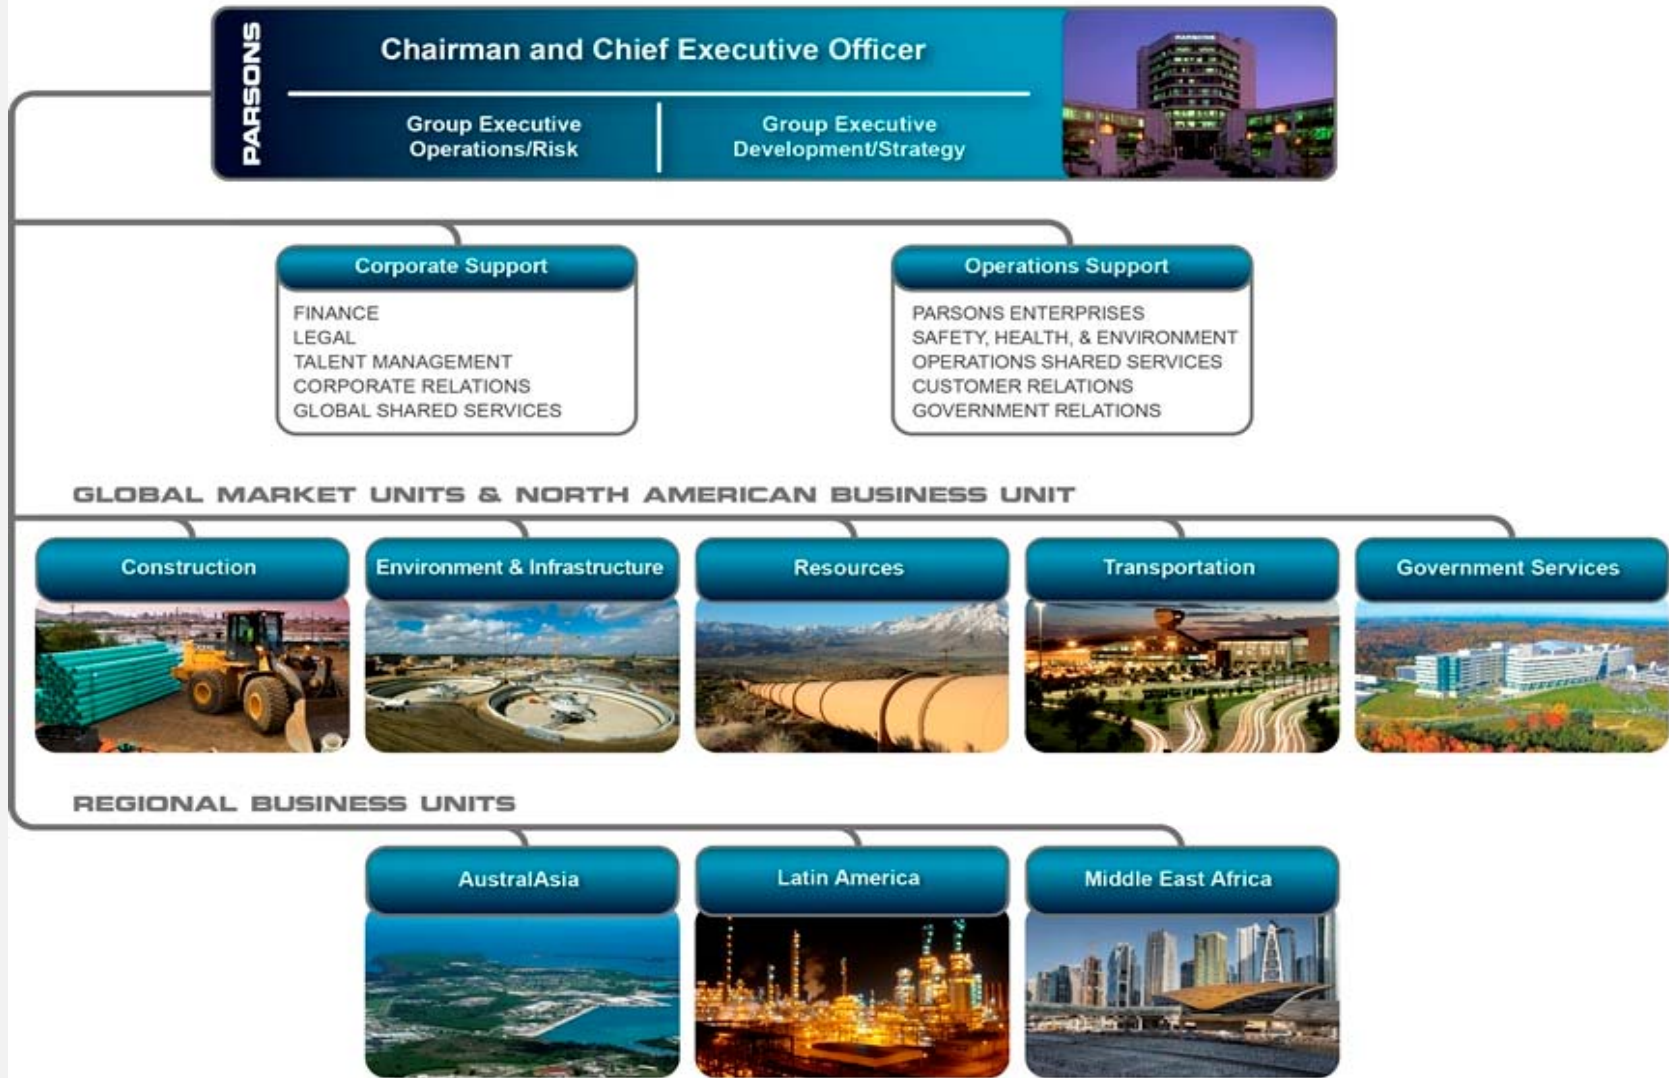 PARSONS
Chairman and Chief Executive Officer
Group Executive
Operations/Risk
Group Executive
Development/Strategy
PARSONS
Corporate Support
FINANCE
LEGAL
TALENT MANAGEMENT
CORPORATE RELATIONS
GLOBAL SHARED SERVICES
Operations Support
PARSONS ENTERPRISES
SAFETY, HEALTH, & ENVIRONMENT
OPERATIONS SHARED SERVICES
CUSTOMER RELATIONS
GOVERNMENT RELATIONS
GLOBAL MARKET UNITS & NORTH AMERICAN BUSINESS UNIT
Construction
Environment & Infrastructure
Resources
Transportation
Government Services
REGIONAL BUSINESS UNITS
AustralAsia
Latin America
Middle East Africa